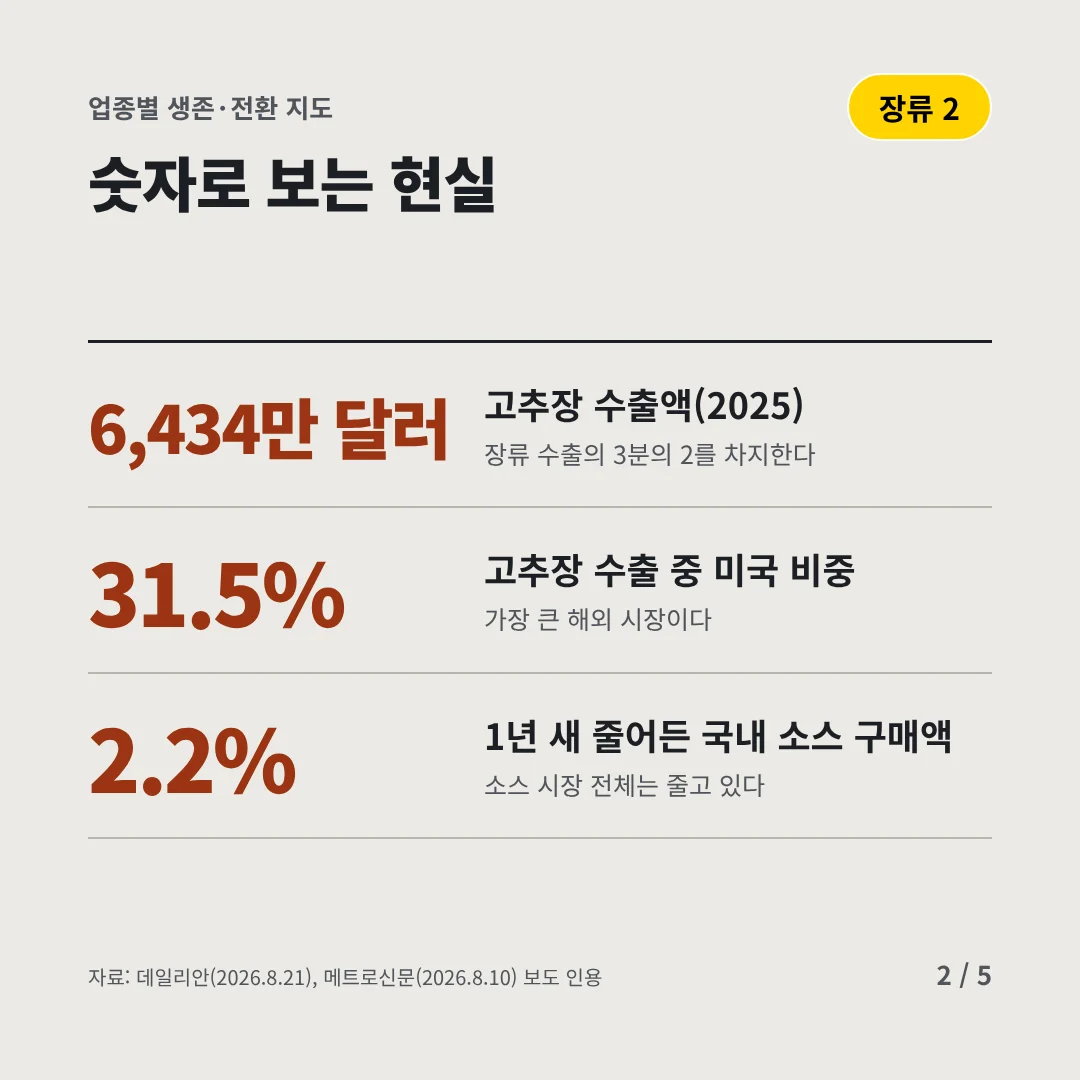 업종별 생존·전환 지도
장류 2
숫자로 보는 현실
6,434만 달러
고추장 수출액(2025)
장류 수출의 3분의 2를 차지한다
31.5%
고추장 수출 중 미국 비중
가장 큰 해외 시장이다
2.2%
1년 새 줄어든 국내 소스 구매액
소스 시장 전체는 줄고 있다
자료: 데일리안(2026.8.21), 메트로신문(2026.8.10) 보도 인용
2 / 5